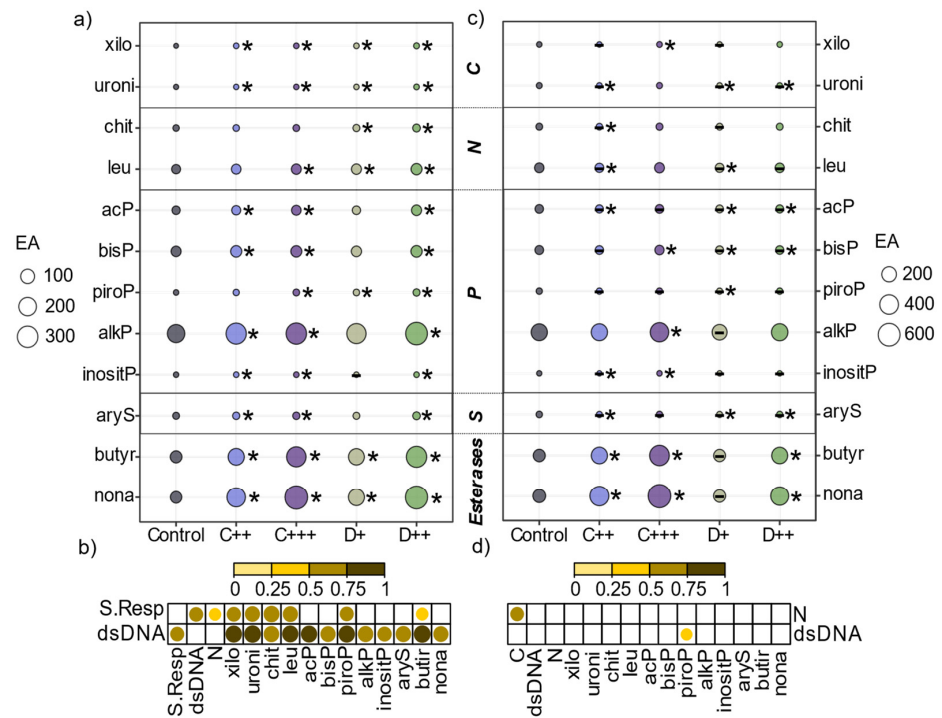 a)
c)
xilo * * * *
uroni * * * *
chit * *
leu * * *
acP * * *
bisP * * *
piroP * * *
alkP * * *
inositP * * *
aryS * * *
butyr * * * *
nona * * * *
EA
100
200
300
C
N
P
S
Esterases
* xilo
* * * uroni
* chit
* * leu
* * * acP
* * * bisP
* piroP
* alkP
* * inositP
* * * aryS
* * * butyr
* * * nona
EA
200
400
600
Control C++ C+++ D+ D++
Control C++ C+++ D+ D++
b)
0 0.25 0.5 0.75 1
S.Resp
dsDNA
S.Resp dsDNA N xilo uroni chit leu acP bisP piroP alkP inositP aryS butir nona
d)
0 0.25 0.5 0.75 1
N
dsDNA
C dsDNA N xilo uroni chit leu acP bisP piroP alkP inositP aryS butir nona